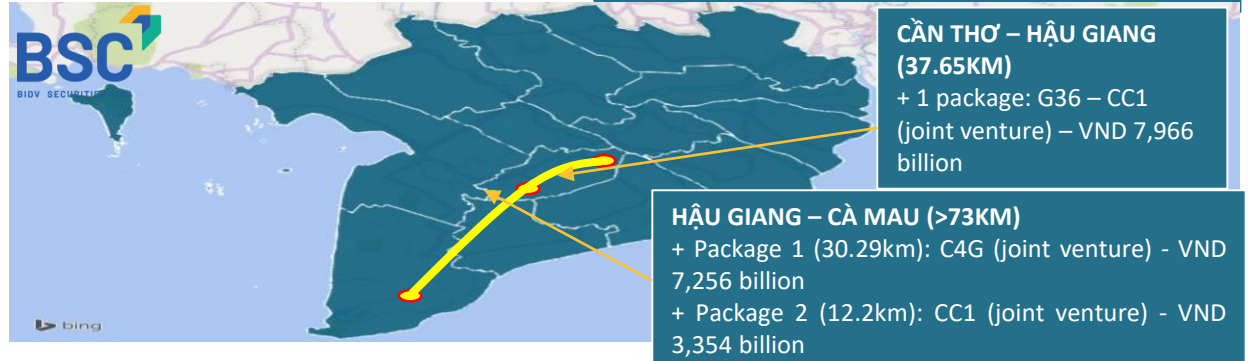 BSC
BIDV SECURITIES
CẦN THƠ – HẬU GIANG
(37.65KM)
+ 1 package: G36 – CC1
(joint venture) – VND 7,966
billion
HẬU GIANG – CÀ MAU (>73KM)
+ Package 1 (30.29km): C4G (joint venture) - VND
7,256 billion
+ Package 2 (12.2km): CC1 (joint venture) - VND
3,354 billion
bing